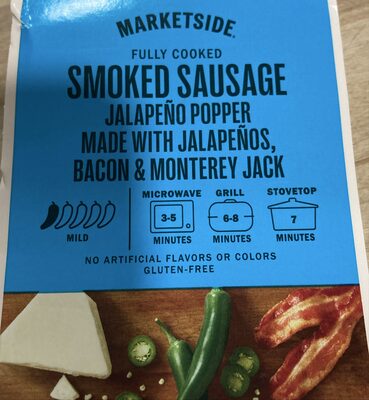 MARKETSIDE.
FULLY COOKED
SMOKED SAUSAGE
JALAPEÑO POPPER
MADE WITH JALAPEÑOS,
BACON & MONTEREY JACK
MILD
MICROWAVE
3-5
MINUTES
GRILL
6-8
MINUTES
STOVETOP
7
MINUTES
NO ARTIFICIAL FLAVORS OR COLORS
GLUTEN-FREE